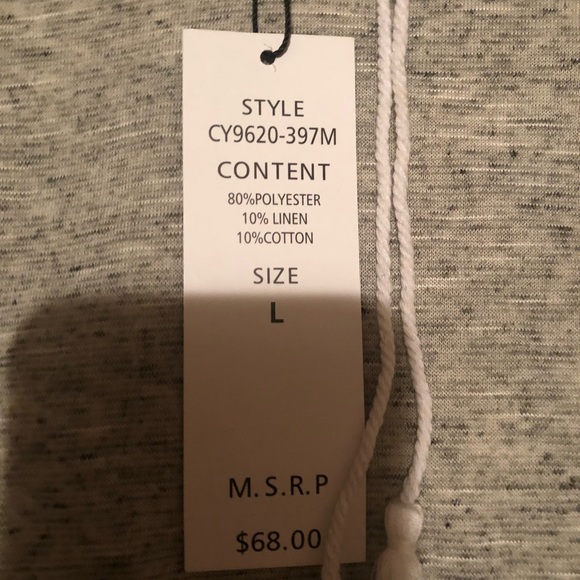 STYLE
CY9620-397M
CONTENT
80%POLYESTER
10% LINEN
10%COTTON
SIZE
L
M.S.R.P
$68.00